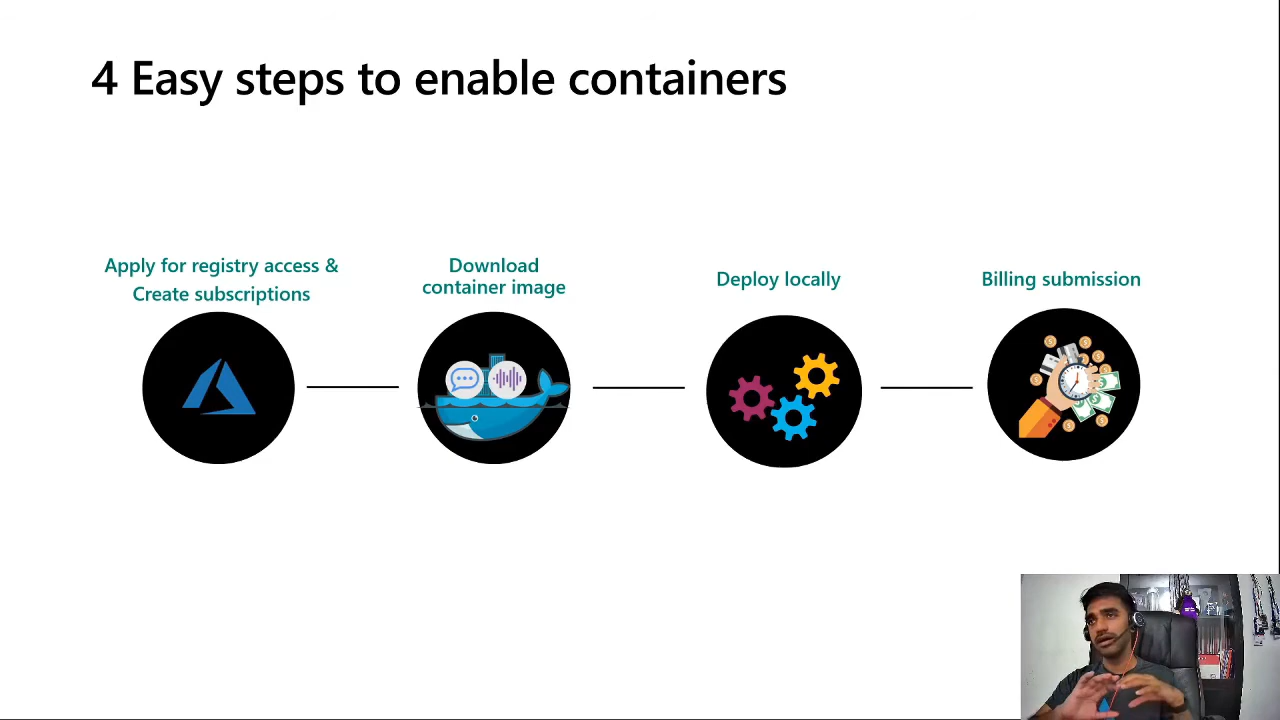 4 Easy steps to enable containers
Apply for registry access &
Create subscriptions
Download
container image
Deploy locally
Billing submission